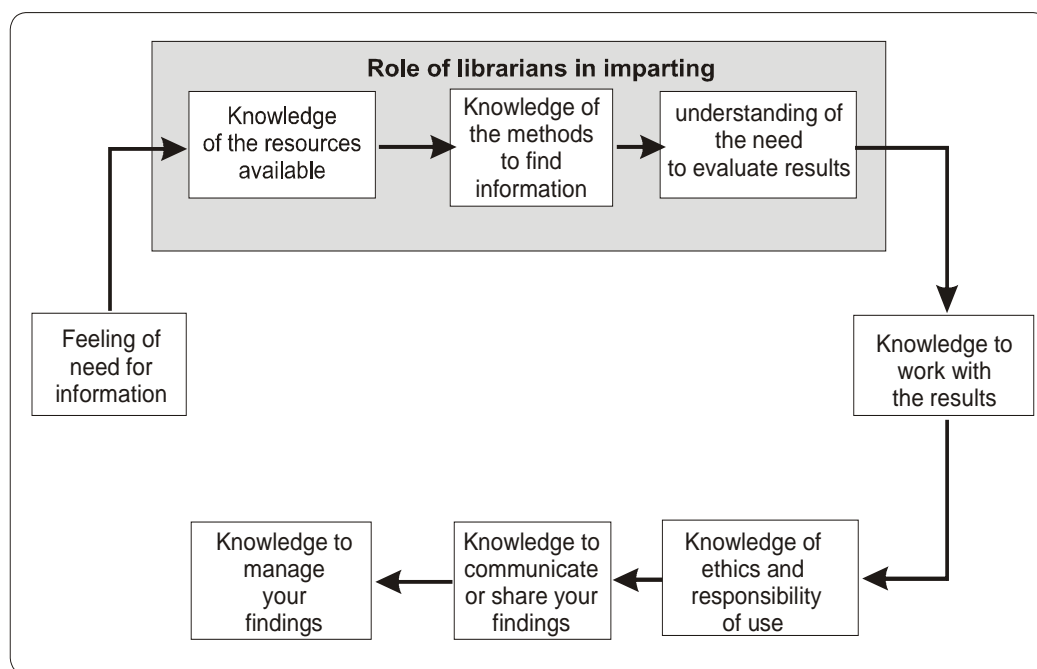 Role of librarians in imparting
Knowledge
of the resources
available
Knowledge of
the methods
to find
information
understanding of
the need
to evaluate results
Feeling of
need for
information
Knowledge to
work with
the results
Knowledge to
manage
your
findings
Knowledge to
communicate
or share your
findings
Knowledge of
ethics and
responsibility
of use